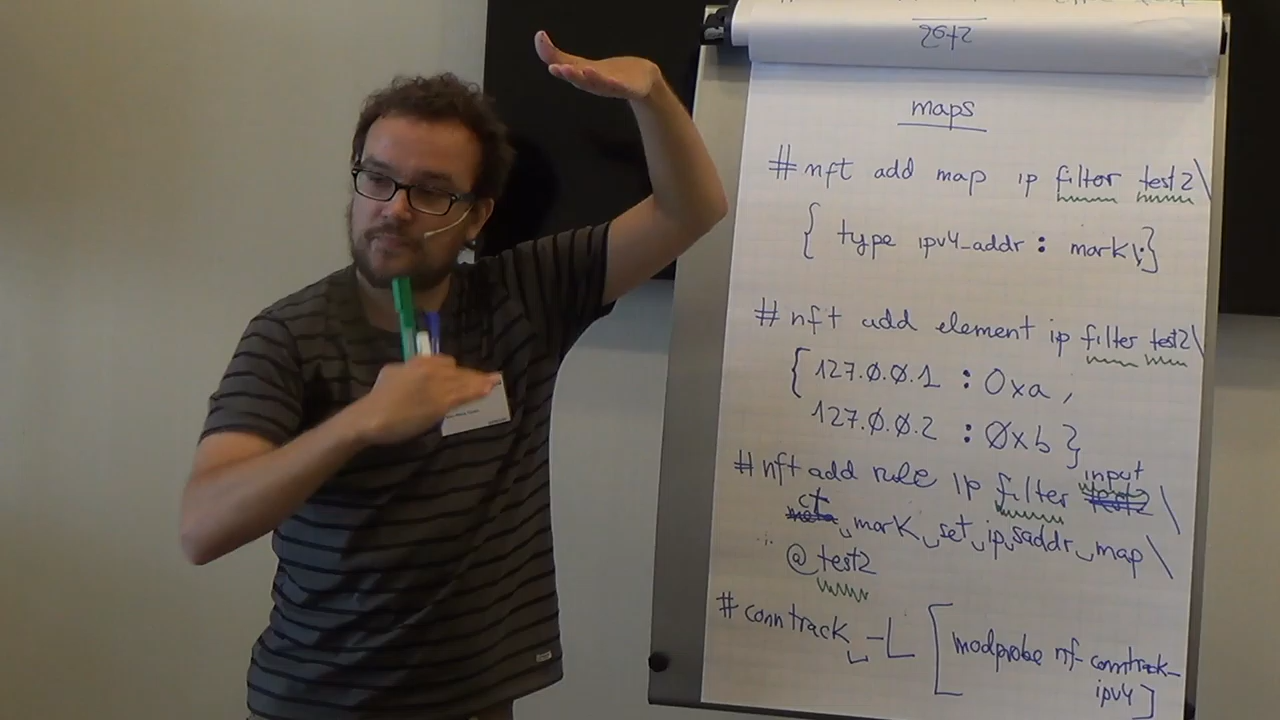 maps
# nft add map ip filter test2 \
{ type ipv4_addr : mark \;}
# nft add element ip filter test2 \
{ 127.0.0.1 : 0xa ,
127.0.0.2 : 0xb }
# nft add rule ip filter input \
ct mark set ip saddr map \
@ test2
# conntrack -L [ modprobe nf-conntrack_
ipv4 ]